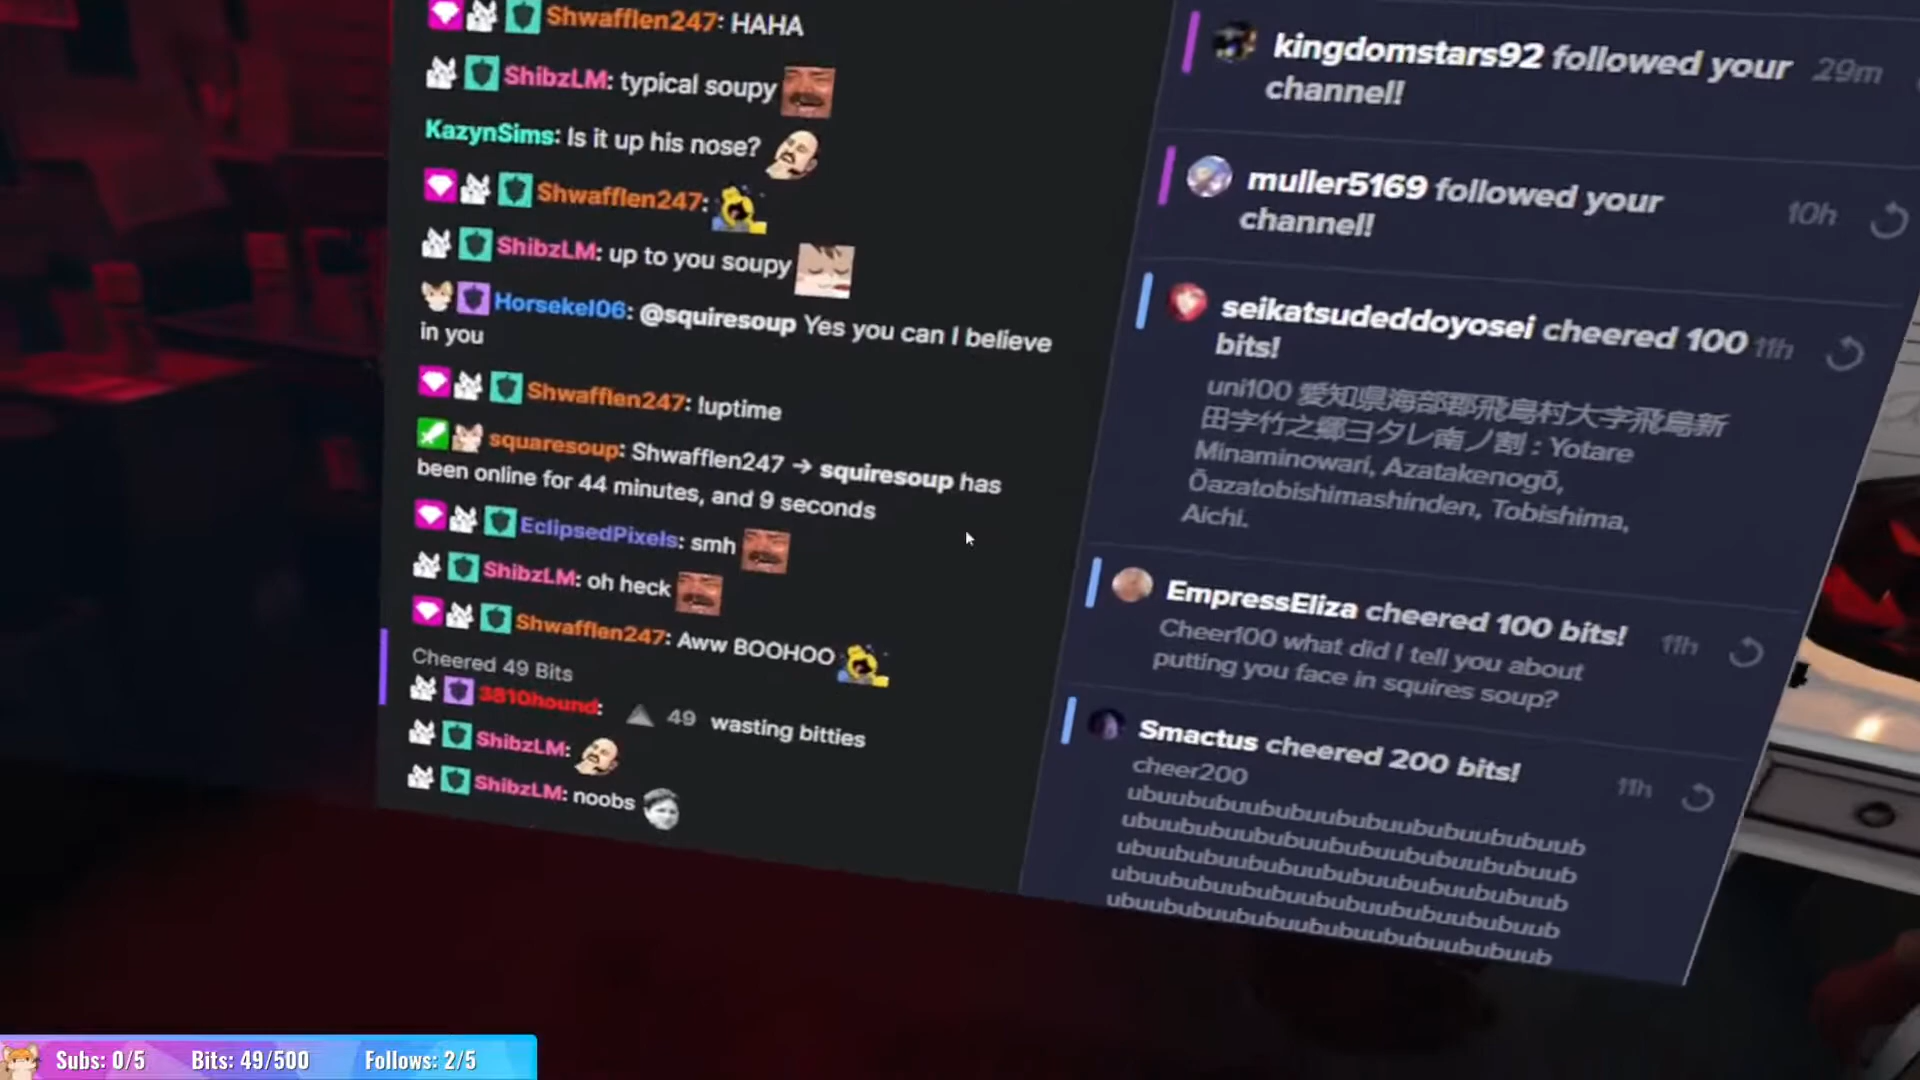 Shwafflen247: HAHA
ShibzLM: typical soupy
KazynSims: Is it up his nose?
Shwafflen247:
ShibzLM: up to you soupy
Horsekel06: @squiresoup Yes you can I believe
in you
Shwafflen247: !uptime
squaresoup: Shwafflen247 → squiresoup has
been online for 44 minutes, and 9 seconds
EclipsedPixels: smh
ShibzLM: oh heck
Shwafflen247: Aww BOOHOO
Cheered 49 Bits
3810hound: 49 wasting bitties
ShibzLM:
ShibzLM: noobs
kingdomstars92 followed your 29m
channel!
muller5169 followed your
channel! 10h
seikatsudeddoyosei cheered 100 11h
bits!
uni100 愛知県海部郡飛島村大字飛島新
田字竹之郷ヨタレ南ノ割 : Yotare
Minaminowari, Azatakenogō,
Ōazatobishimashinden, Tobishima,
Aichi.
EmpressEliza cheered 100 bits! 11h
Cheer100 what did I tell you about
putting you face in squires soup?
Smactus cheered 200 bits! 11h
cheer200
ubuububuububuububuububuububuub
ubuububuububuububuububuububuub
ubuububuububuububuububuububuub
ubuububuububuububuububuububuub
ubuububuububuububuububuububuub
Subs: 0/5 Bits: 49/500 Follows: 2/5